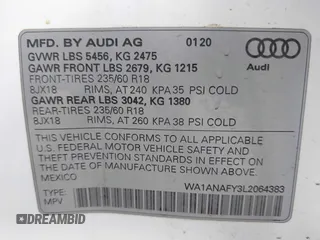 MFD. BY AUDI AG 01 20
GVWR LBS 5456, KG 2475
GAWR FRONT LBS 2679, KG 1215
FRONT-TIRES 235/60 R18
8JX18 RIMS, AT 240 KPA 35 PSI COLD
GAWR REAR LBS 3042, KG 1380
REAR-TIRES 235/60 R18
8JX18 RIMS, AT 260 KPA 38 PSI COLD
Audi
THIS VEHICLE CONFORMS TO ALL APPLICABLE
U.S. FEDERAL MOTOR VEHICLE SAFETY AND
THEFT PREVENTION STANDARDS IN EFFECT ON
THE DATE OF MANUFACTURE SHOWN ABOVE.
MEXICO
TYPE:
MPV
WA1ANAFY3L2064383
DREAMBID